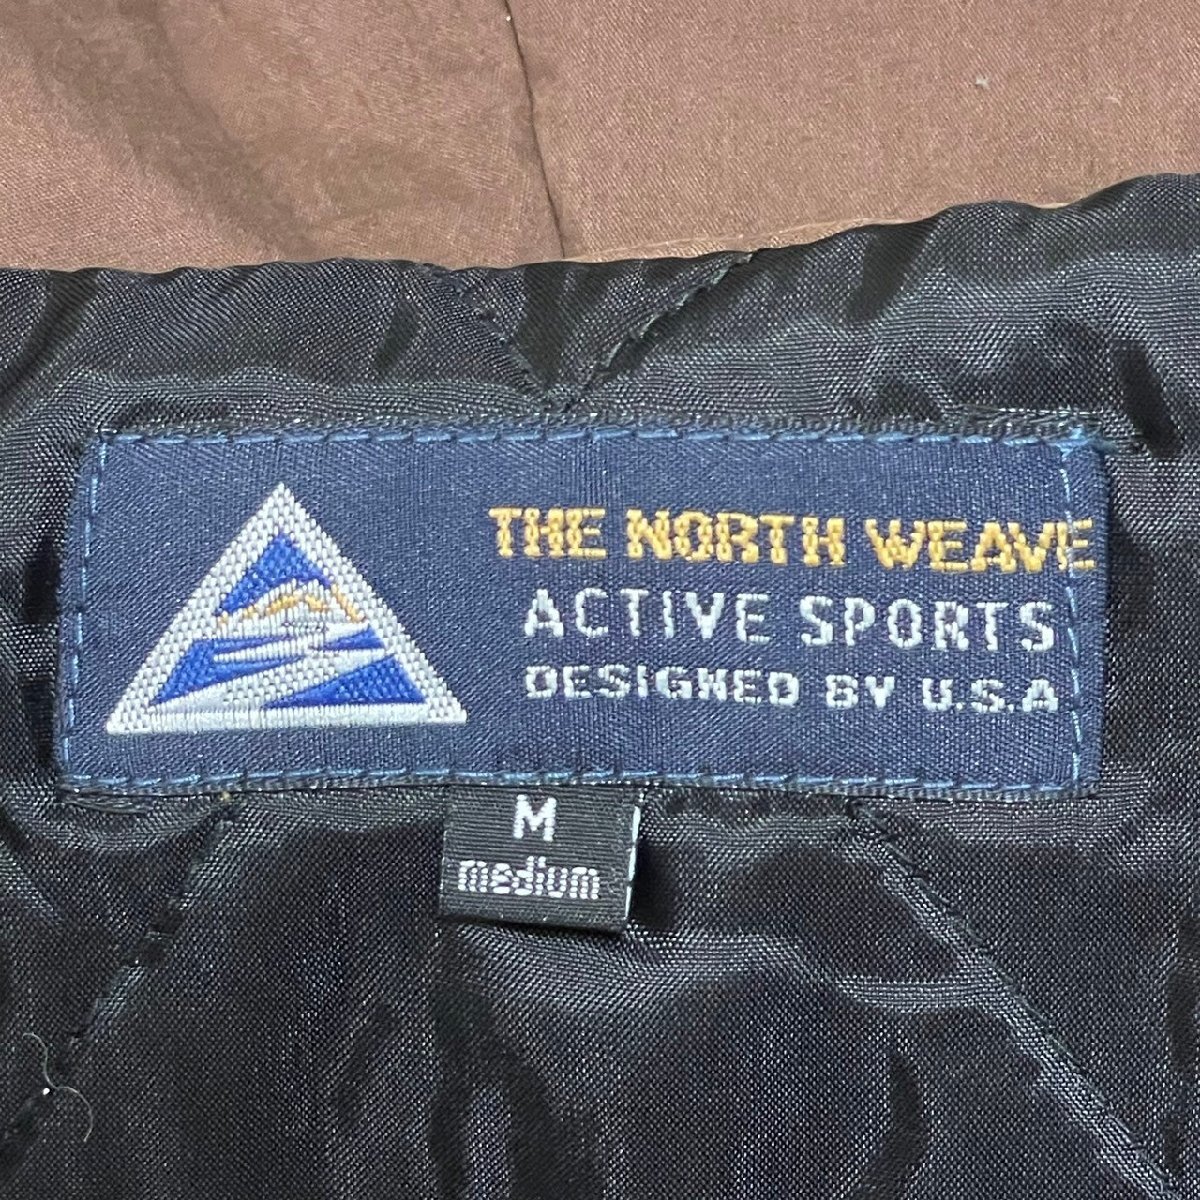 THE NORTH WEAVE
ACTIVE SPORTS
DESIGNED BY U.S.A
M
medium